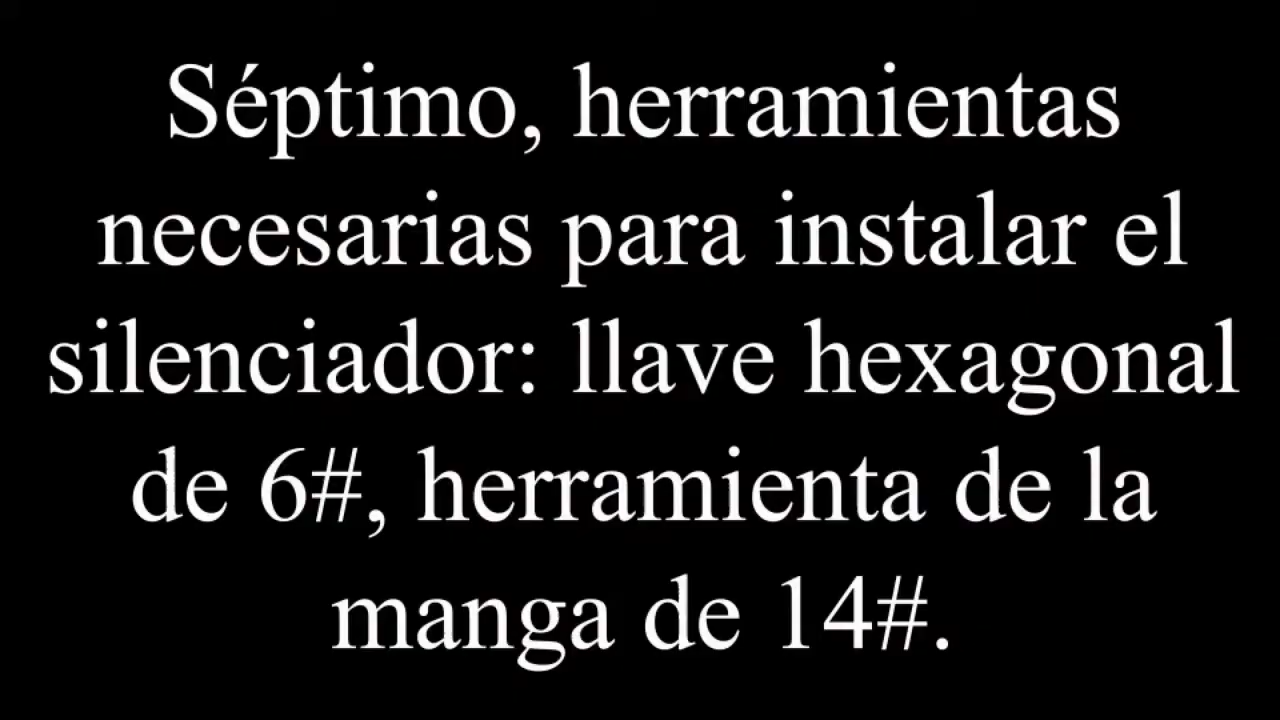 Séptimo, herramientas
necesarias para instalar el
silenciador: llave hexagonal
de 6#, herramienta de la
manga de 14#.